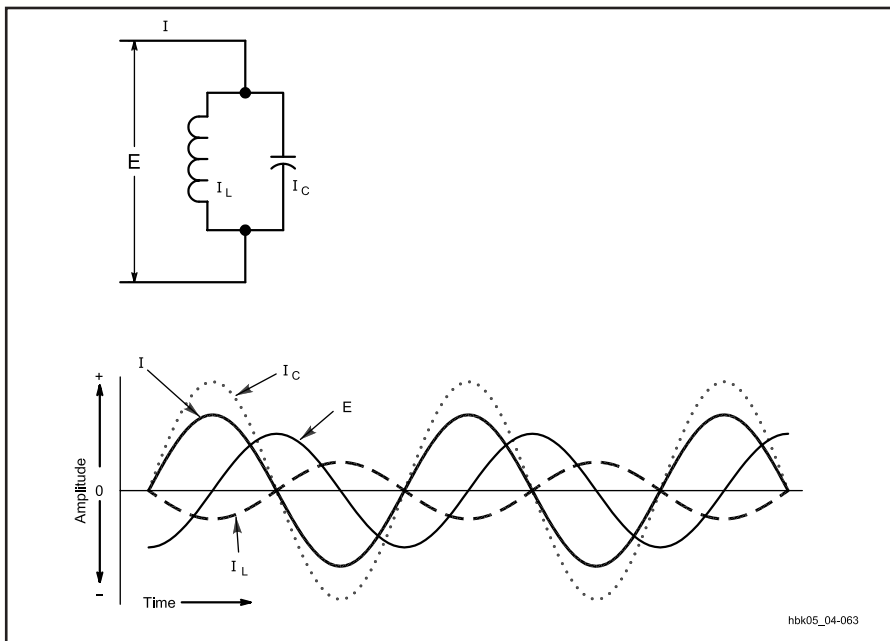 I
E
I L
I C
+
I
I C
E
Amplitude
0
I L
-
Time
hbk05_04-063